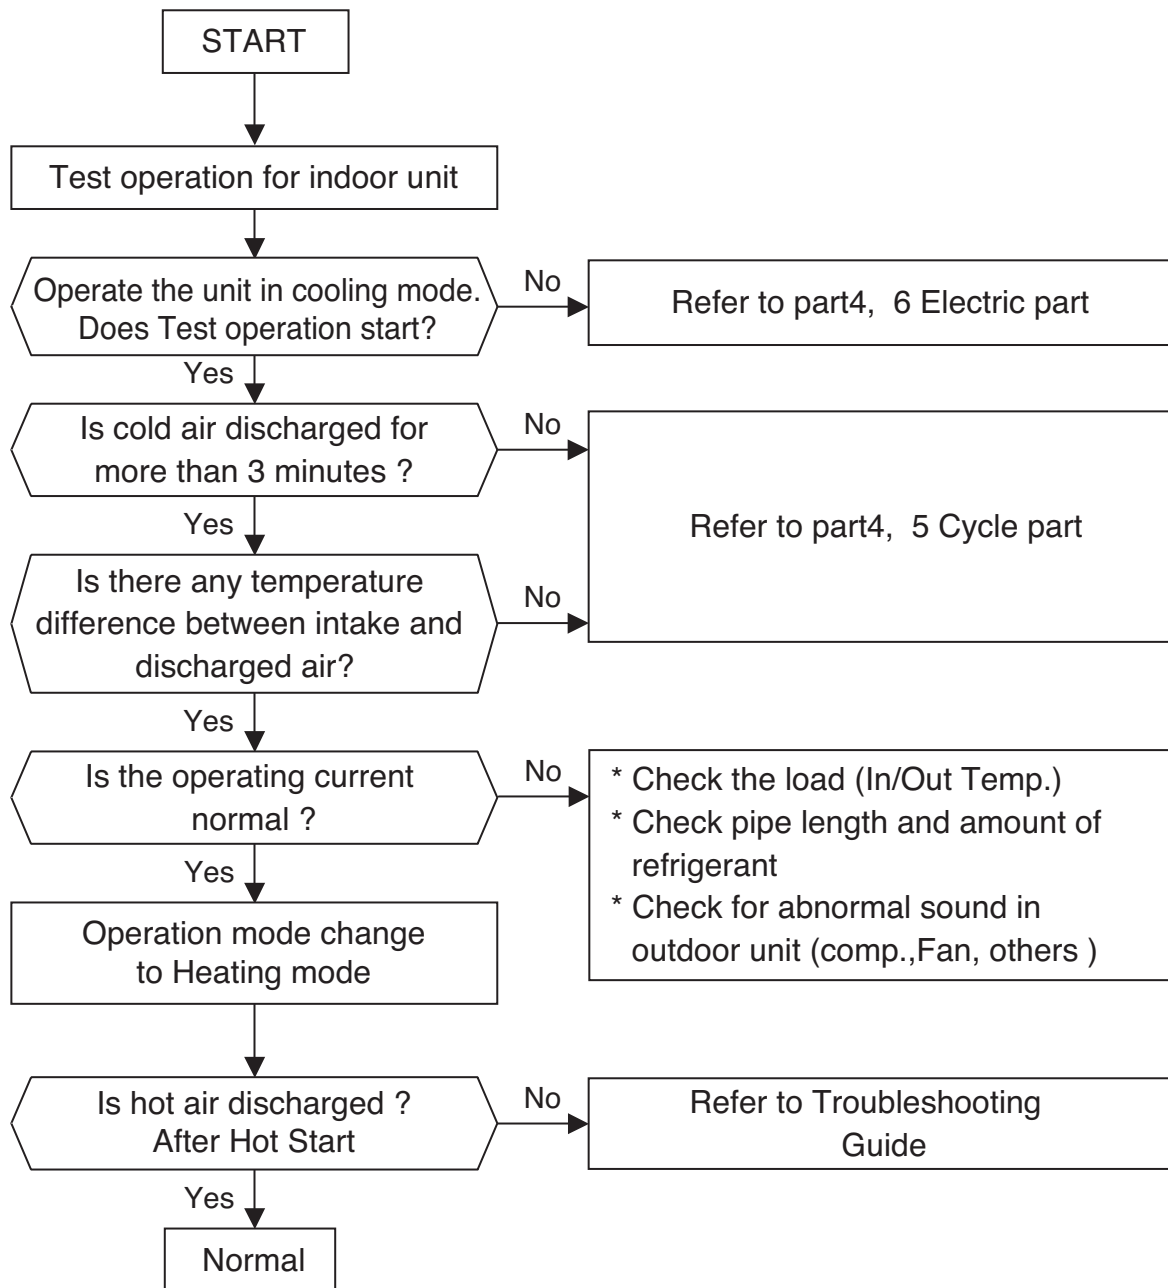 START
Test operation for indoor unit
Operate the unit in cooling mode.
Does Test operation start?
No
Refer to part4, 6 Electric part
Yes
Is cold air discharged for
more than 3 minutes ?
No
Refer to part4, 5 Cycle part
Yes
Is there any temperature
difference between intake and
discharged air?
No
Yes
Is the operating current
normal ?
No
* Check the load (In/Out Temp.)
* Check pipe length and amount of
refrigerant
* Check for abnormal sound in
outdoor unit (comp.,Fan, others )
Yes
Operation mode change
to Heating mode
Is hot air discharged ?
After Hot Start
No
Refer to Troubleshooting
Guide
Yes
Normal